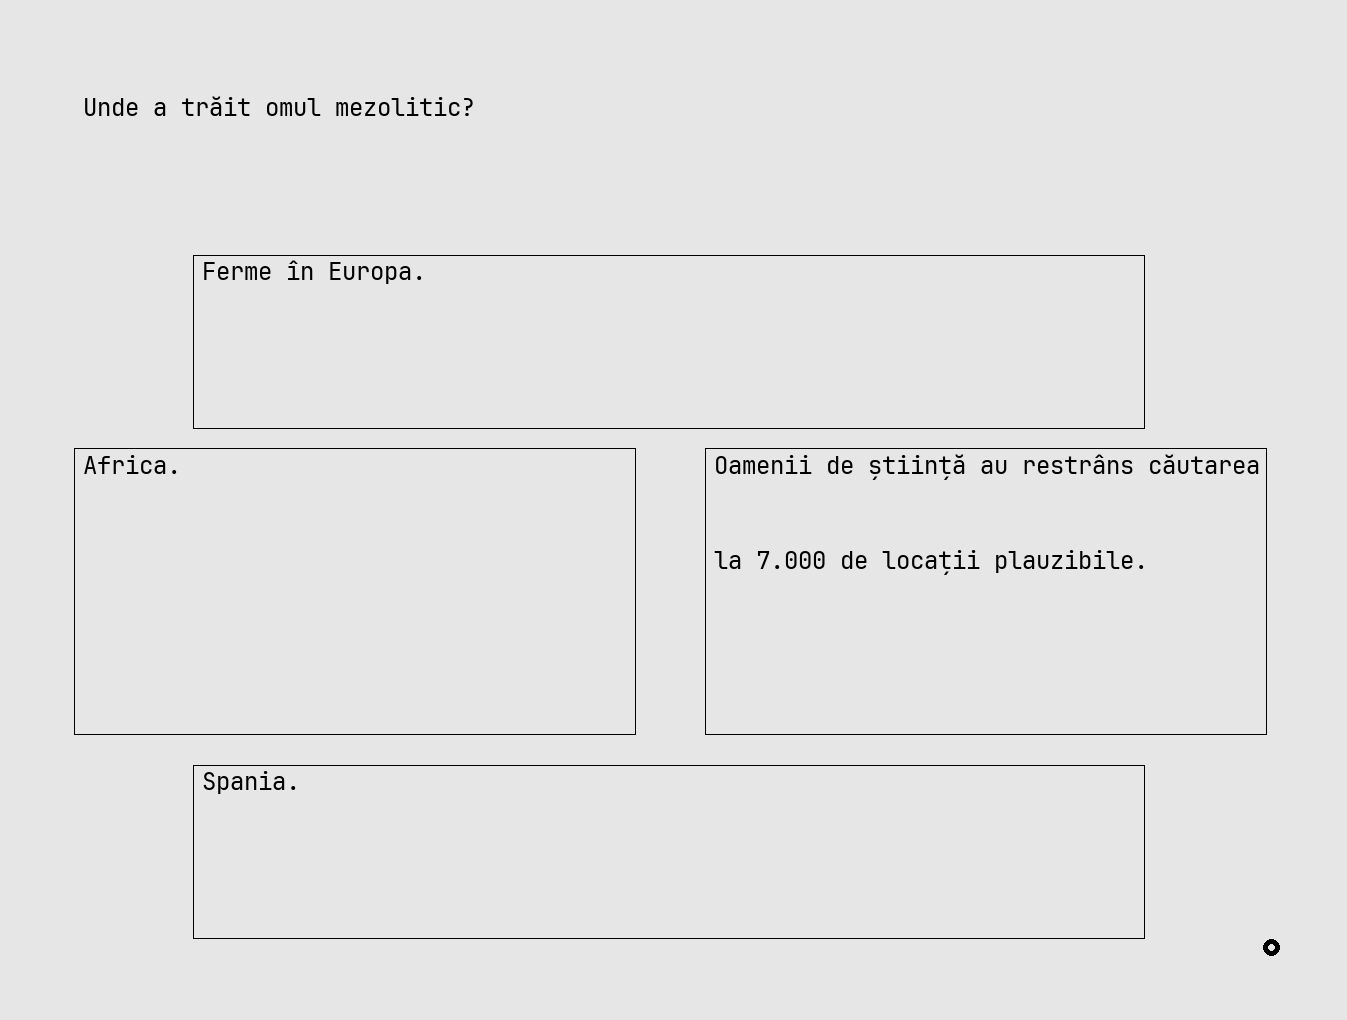 Unde a trăit omul mezolitic?
Ferme în Europa.
Africa.
Oamenii de știință au restrâns căutarea
la 7.000 de locații plauzibile.
Spania.